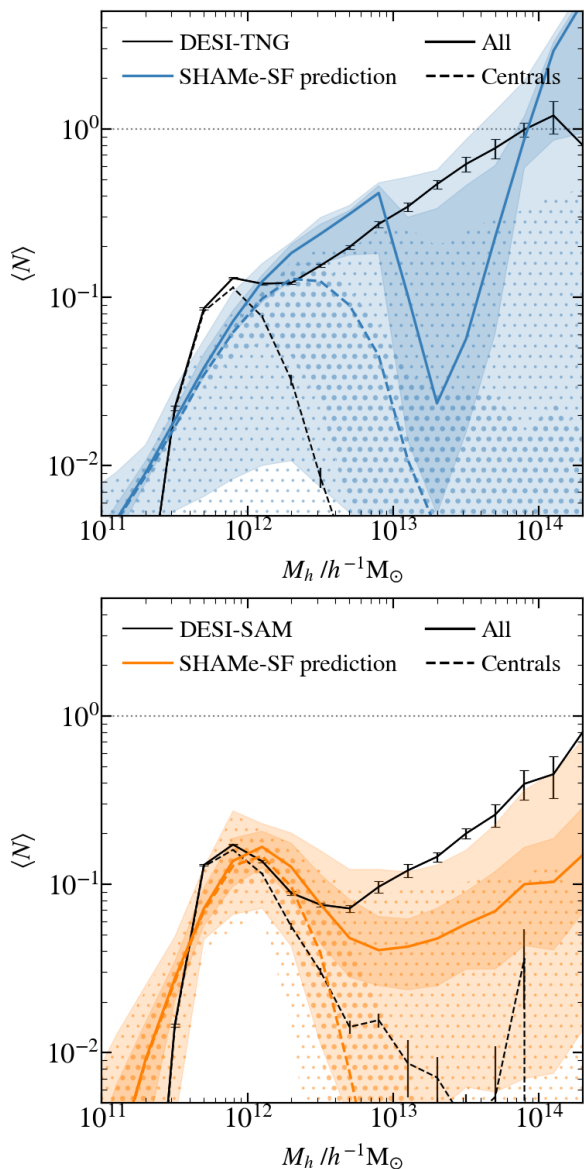 DESI-TNG
All
SHAMe-SF prediction
Centrals
10⁰
10⁻¹
10⁻²
⟨N⟩
10¹¹ 10¹² 10¹³ 10¹⁴
M_h /h⁻¹M_⊙
DESI-SAM
All
SHAMe-SF prediction
Centrals
10⁰
10⁻¹
10⁻²
⟨N⟩
10¹¹ 10¹² 10¹³ 10¹⁴
M_h /h⁻¹M_⊙